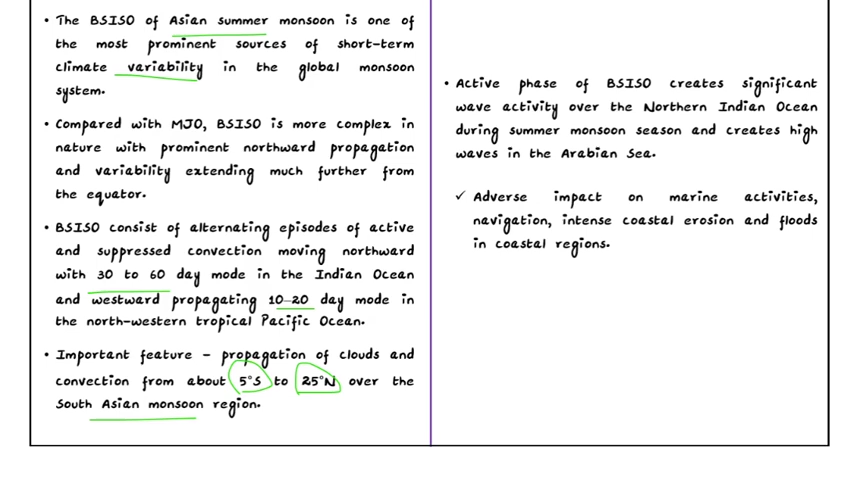 • The BSISO of Asian summer monsoon is one of
the most prominent sources of short-term
climate variability in the global monsoon
system.
• Compared with MJO, BSISO is more complex in
nature with prominent northward propagation
and variability extending much further from
the equator.
• BSISO consist of alternating episodes of active
and suppressed convection moving northward
with 30 to 60 day mode in the Indian Ocean
and westward propagating 10–20 day mode in
the north-western tropical Pacific Ocean.
• Important feature – propagation of clouds and
convection from about 5°S to 25°N over the
South Asian monsoon region.
• Active phase of BSISO creates significant
wave activity over the Northern Indian Ocean
during summer monsoon season and creates high
waves in the Arabian Sea.
✓ Adverse impact on marine activities,
navigation, intense coastal erosion and floods
in coastal regions.